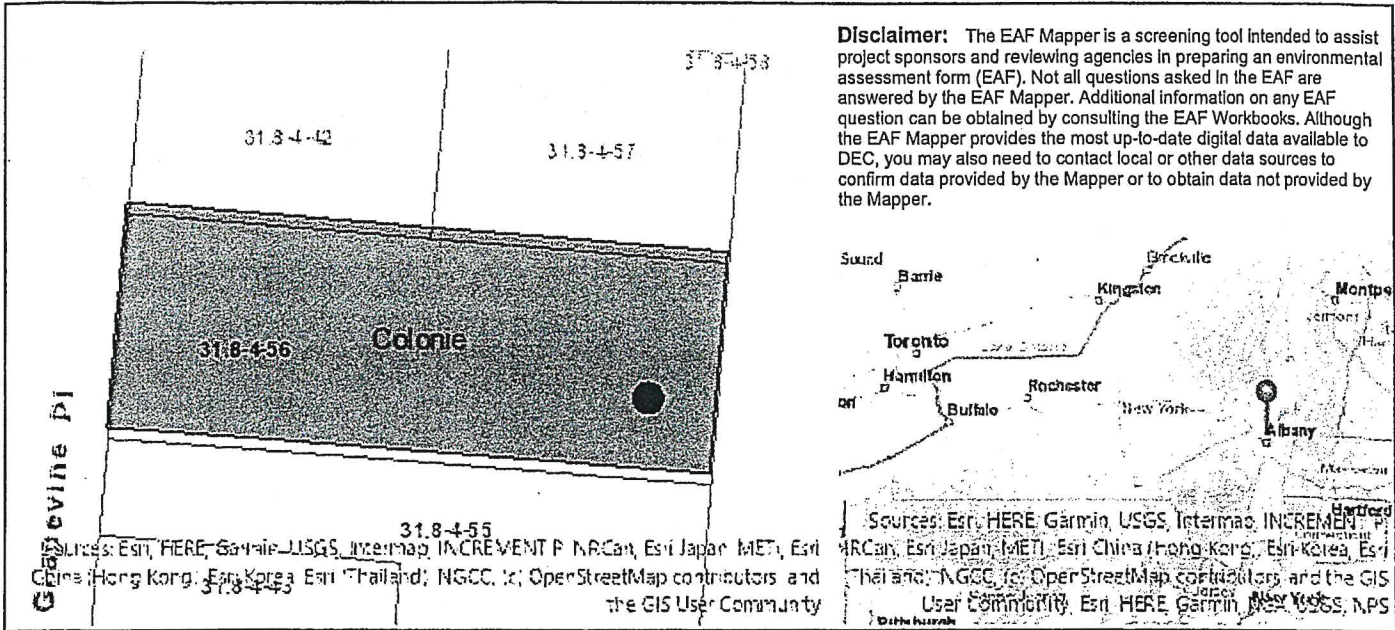 Disclaimer: The EAF Mapper is a screening tool intended to assist
project sponsors and reviewing agencies in preparing an environmental
assessment form (EAF). Not all questions asked in the EAF are
answered by the EAF Mapper. Additional information on any EAF
question can be obtained by consulting the EAF Workbooks. Although
the EAF Mapper provides the most up-to-date digital data available to
DEC, you may also need to contact local or other data sources to
confirm data provided by the Mapper or to obtain data not provided by
the Mapper.
31.8-4-42
31.8-4-57
31.8-4-56
Colonie
31.8-4-55
Sources: Esri, HERE, Garmin, USGS, Intermap, INCREMENT P, NRCan, Esri Japan, METI, Esri
China (Hong Kong), Esri Korea, Esri (Thailand), NGCC, (c) OpenStreetMap contributors, and
the GIS User Community
Sound
Barrie
Kingston
Toronto
Hamilton
Rochester
Buffalo
New York
Albany
Hartford
Sources: Esri, HERE, Garmin, USGS, Intermap, INCREMENT P,
NRCan, Esri Japan, METI, Esri China (Hong Kong), Esri Korea, Esri
(Thailand), NGCC, (c) OpenStreetMap contributors, and the GIS
User Community, Esri, HERE, Garmin, USGS, NPS